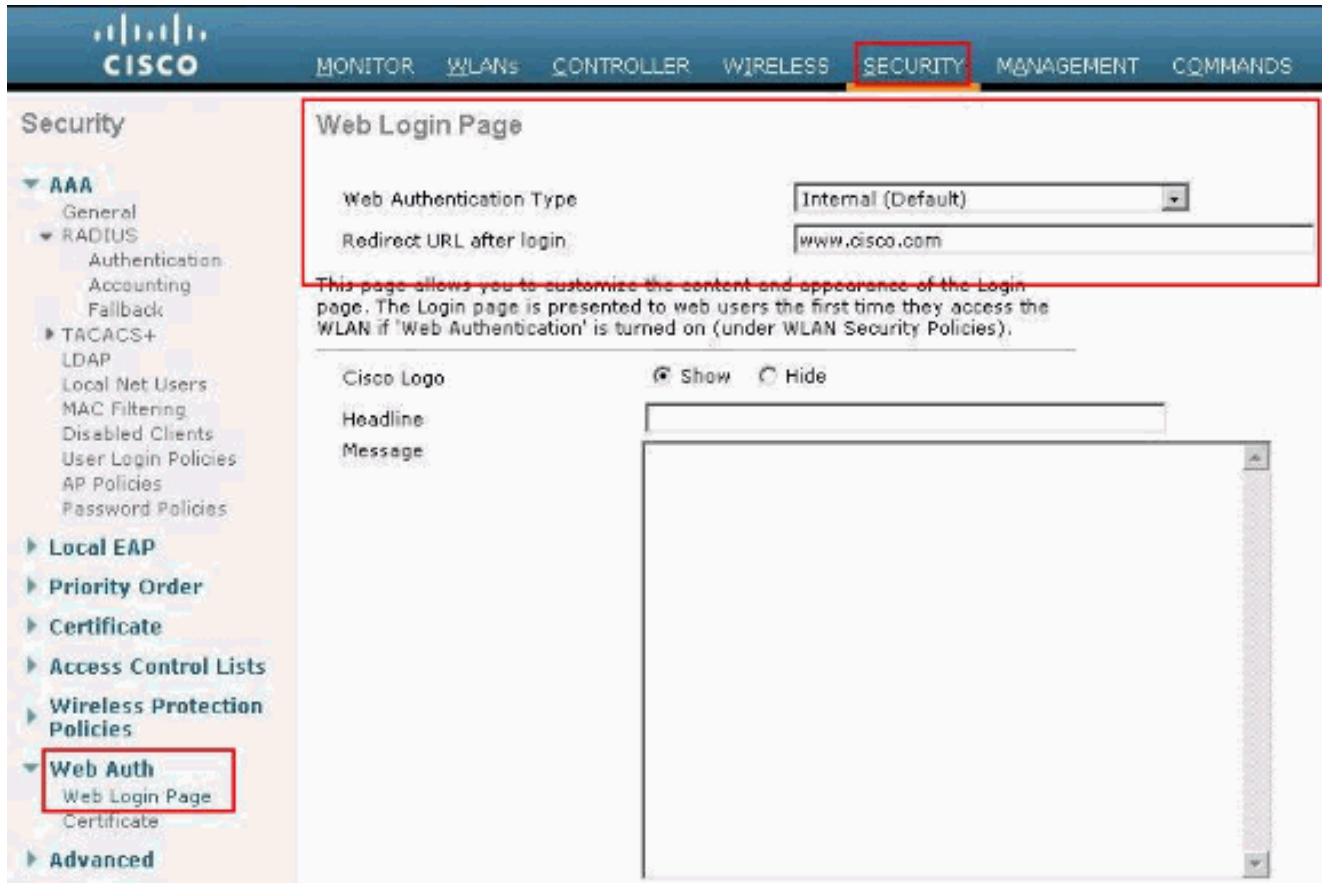 CISCO
MONITOR WLANs CONTROLLER WIRELESS SECURITY MANAGEMENT COMMANDS
Security
AAA
General
RADIUS
Authentication
Accounting
Fallback
TACACS+
LDAP
Local Net Users
MAC Filtering
Disabled Clients
User Login Policies
AP Policies
Password Policies
Local EAP
Priority Order
Certificate
Access Control Lists
Wireless Protection
Policies
Web Auth
Web Login Page
Certificate
Advanced
Web Login Page
Web Authentication Type Internal (Default)
Redirect URL after login www.cisco.com
This page allows you to customize the content and appearance of the Login
page. The Login page is presented to web users the first time they access the
WLAN if 'Web Authentication' is turned on (under WLAN Security Policies).
Cisco Logo Show Hide
Headline
Message